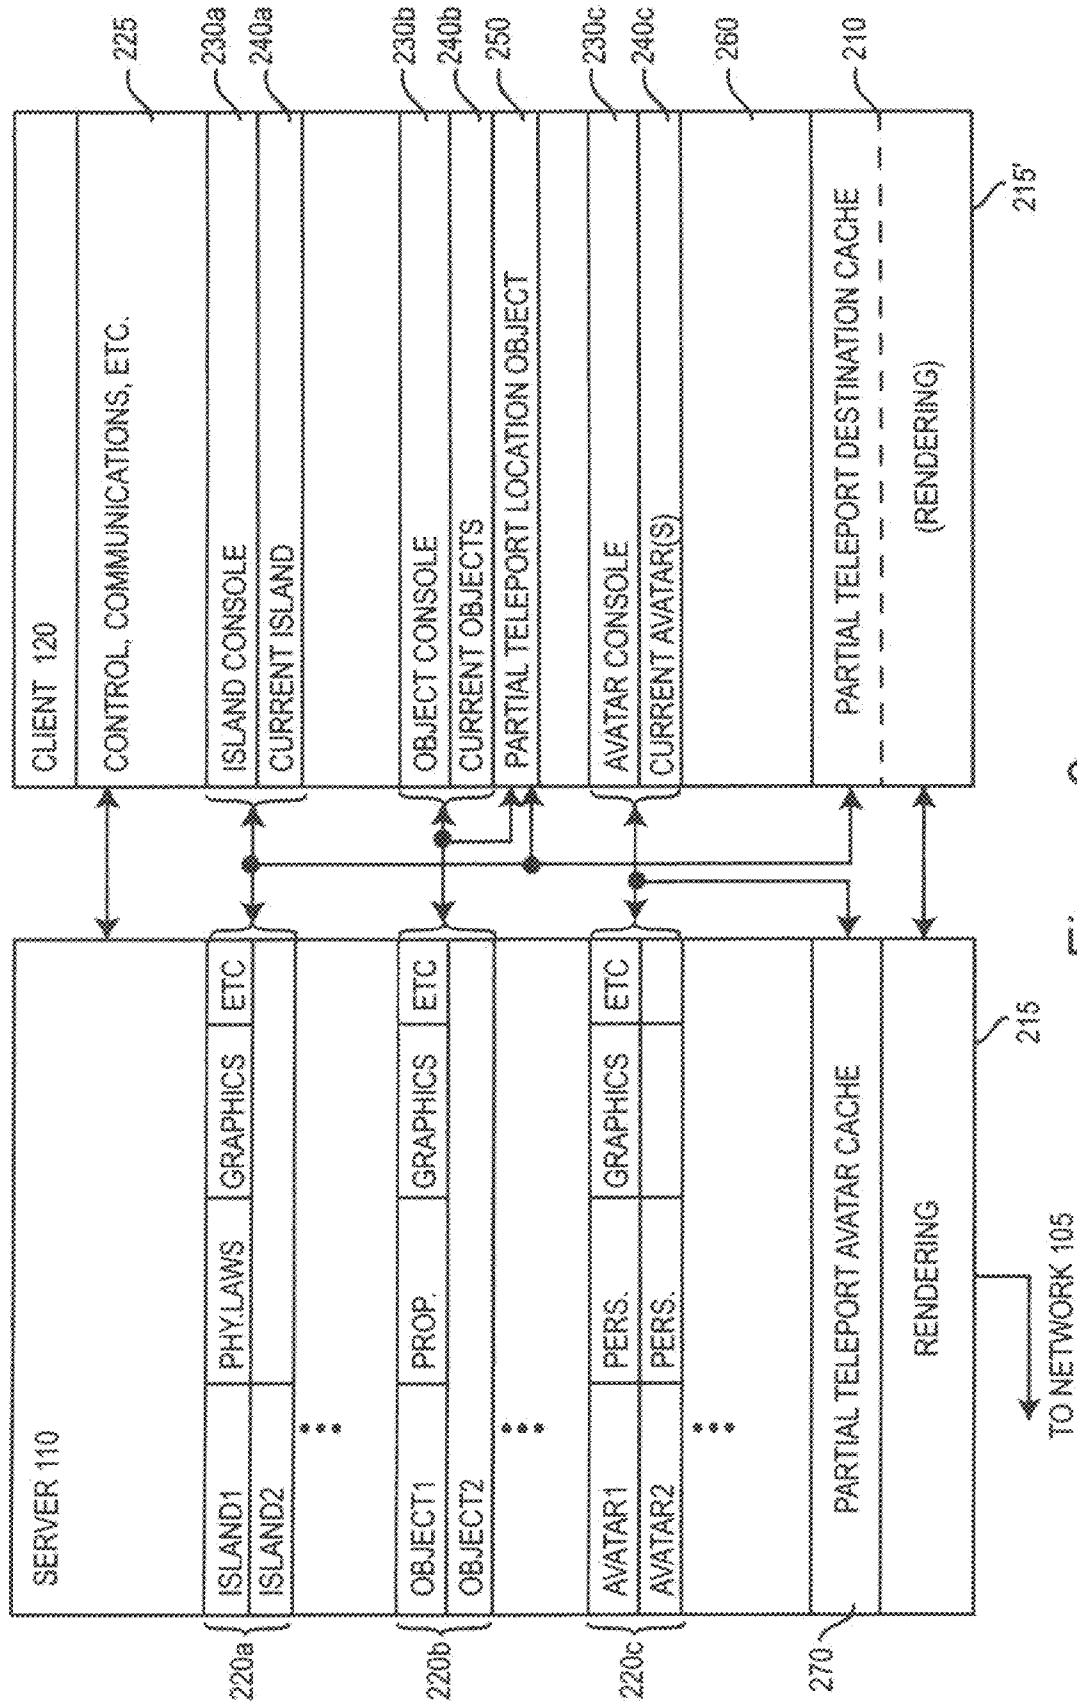 SERVER 110
220a
ISLAND1 PHY.LAWS GRAPHICS ETC
ISLAND2
220b
OBJECT1 PROP. GRAPHICS ETC
OBJECT2
220c
AVATAR1 PERS. GRAPHICS ETC
AVATAR2 PERS.
270
PARTIAL TELEPORT AVATAR CACHE
RENDERING
215
TO NETWORK 105
CLIENT 120
CONTROL, COMMUNICATIONS, ETC.
225
ISLAND CONSOLE
230a
CURRENT ISLAND
240a
OBJECT CONSOLE
230b
CURRENT OBJECTS
240b
PARTIAL TELEPORT LOCATION OBJECT
250
AVATAR CONSOLE
230c
CURRENT AVATAR(S)
240c
260
PARTIAL TELEPORT DESTINATION CACHE
210
(RENDERING)
215'